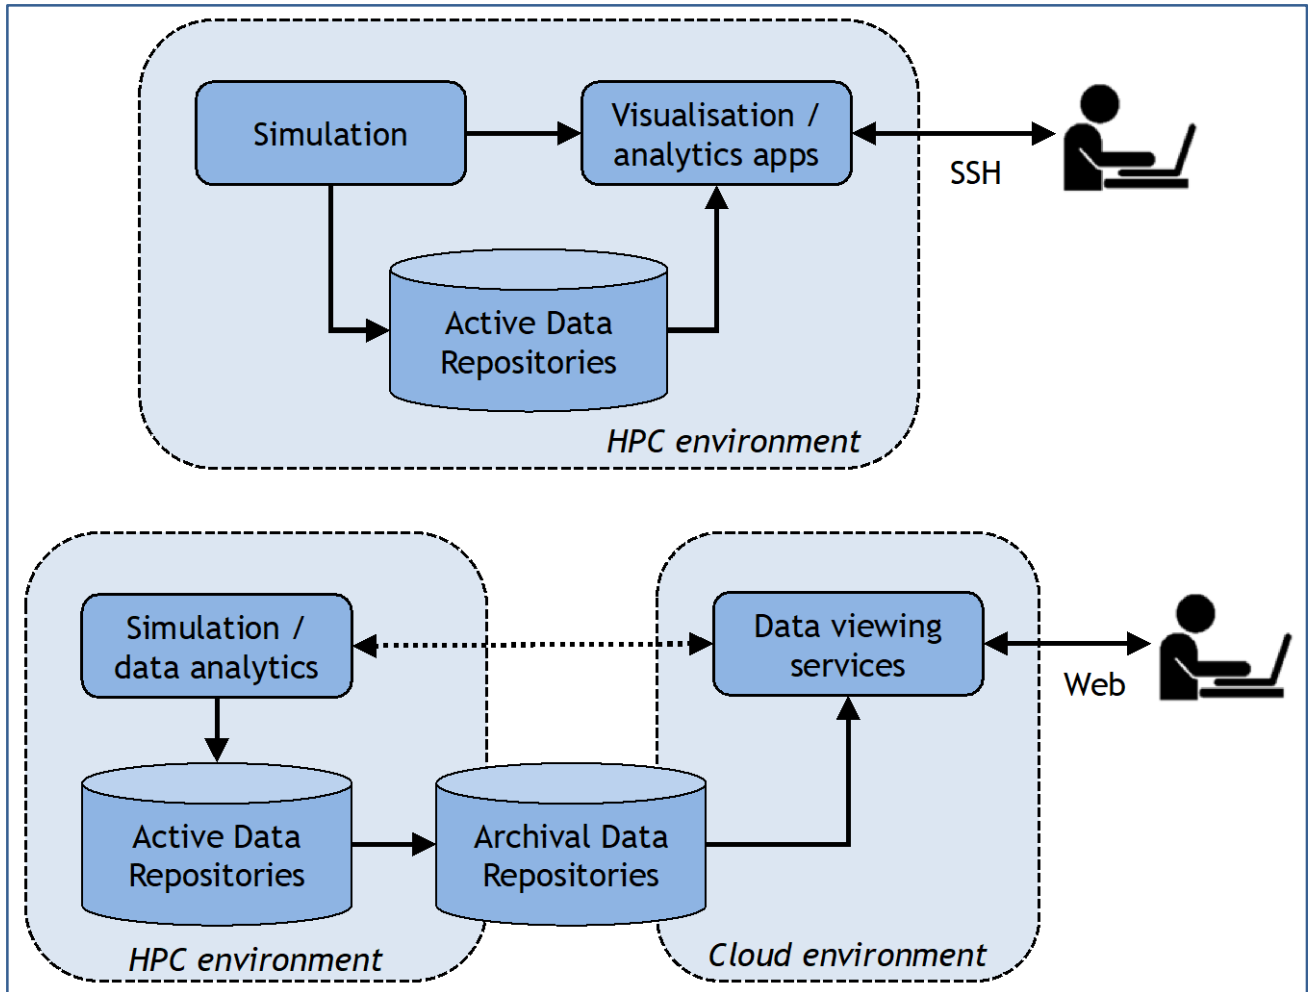 Simulation
Visualisation /
analytics apps
SSH
Active Data
Repositories
HPC environment
Simulation /
data analytics
Data viewing
services
Web
Active Data
Repositories
Archival Data
Repositories
HPC environment
Cloud environment